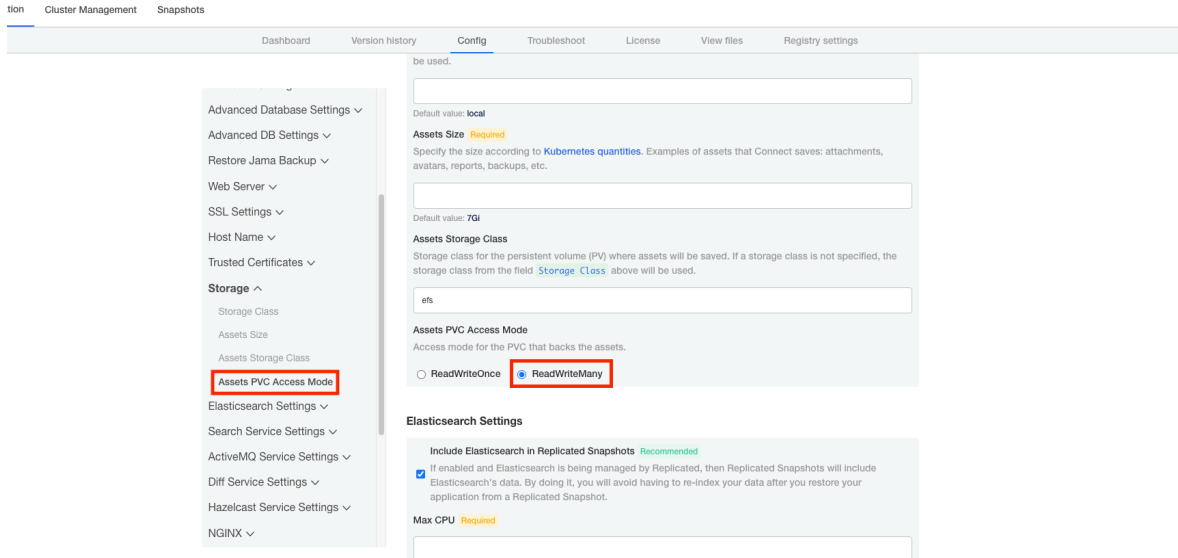 tion Cluster Management Snapshots
Dashboard Version history Config Troubleshoot License View files Registry settings
Advanced Database Settings
Advanced DB Settings
Restore Jama Backup
Web Server
SSL Settings
Host Name
Trusted Certificates
Storage
Storage Class
Assets Size
Assets Storage Class
Assets PVC Access Mode
Elasticsearch Settings
Search Service Settings
ActiveMQ Service Settings
Diff Service Settings
Hazelcast Service Settings
NGINX
be used.
Default value: local
Assets Size Required
Specify the size according to Kubernetes quantities. Examples of assets that Connect saves: attachments,
avatars, reports, backups, etc.
Default value: 7Gi
Assets Storage Class
Storage class for the persistent volume (PV) where assets will be saved. If a storage class is not specified, the
storage class from the field Storage Class above will be used.
efs
Assets PVC Access Mode
Access mode for the PVC that backs the assets.
ReadWriteOnce ReadWriteMany
Elasticsearch Settings
Include Elasticsearch in Replicated Snapshots Recommended
If enabled and Elasticsearch is being managed by Replicated, then Replicated Snapshots will include
Elasticsearch's data. By doing it, you will avoid having to re-index your data after you restore your
application from a Replicated Snapshot.
Max CPU Required